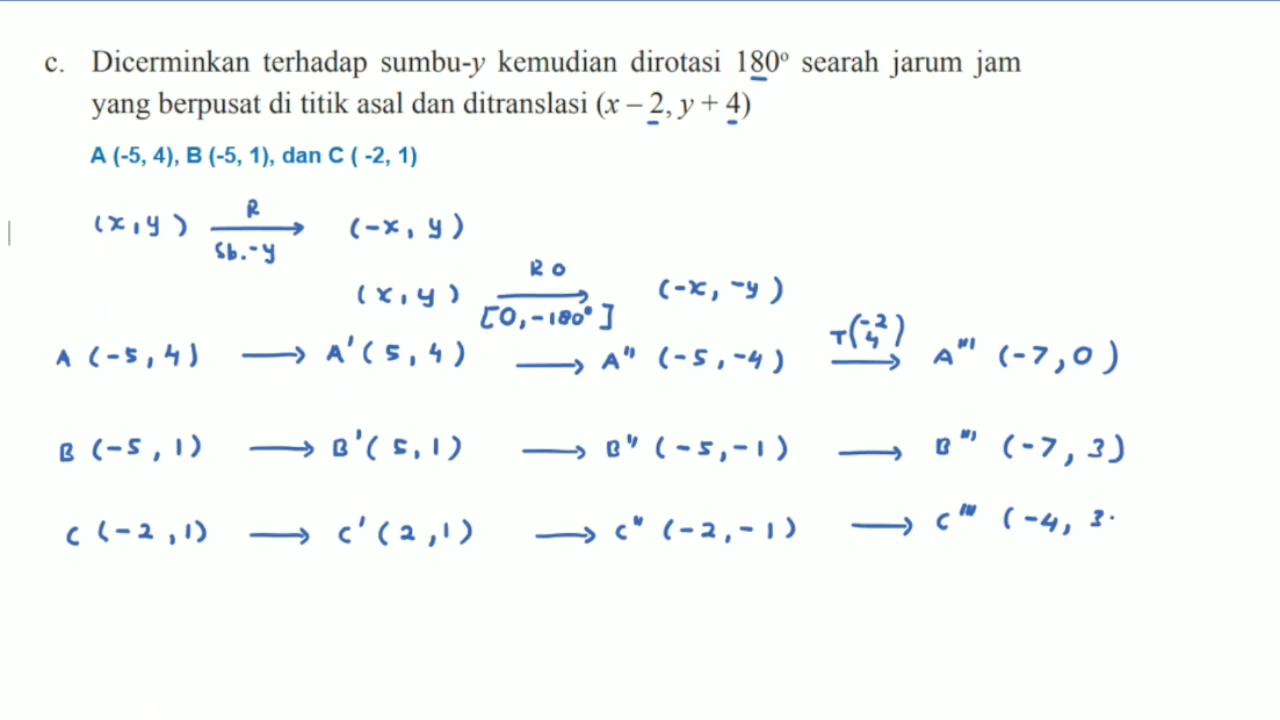 c. Dicerminkan terhadap sumbu-y kemudian dirotasi 180° searah jarum jam
yang berpusat di titik asal dan ditranslasi (x – 2, y + 4)
A (-5, 4), B (-5, 1), dan C ( -2, 1)
(x,y) R → Sb.-y (-x, y)
(x,y) RO → [O,-180°] (-x, -y)
A (-5,4) → A'(5,4) → A" (-5,-4) T(-2 4) → A"' (-7,0)
B (-5,1) → B'(5,1) → B" (-5,-1) → B"' (-7,3)
C (-2,1) → C'(2,1) → C" (-2,-1) → C"' (-4, 3